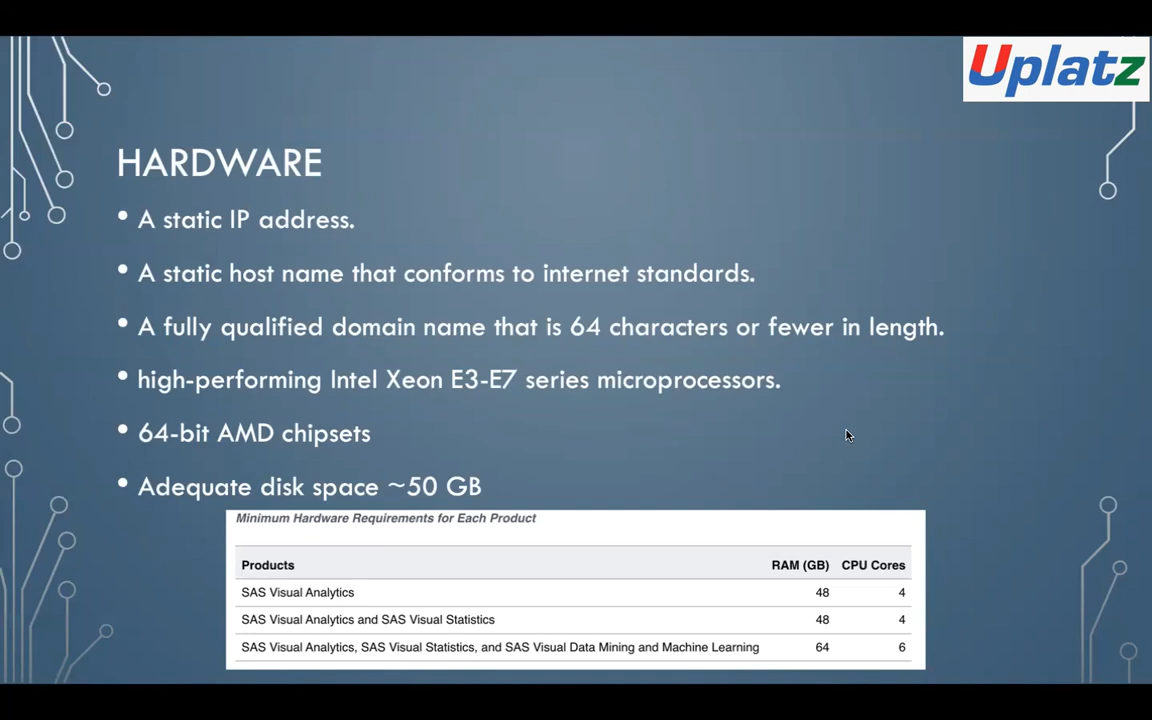 Uplatz
HARDWARE
• A static IP address.
• A static host name that conforms to internet standards.
• A fully qualified domain name that is 64 characters or fewer in length.
• high-performing Intel Xeon E3-E7 series microprocessors.
• 64-bit AMD chipsets
• Adequate disk space ~50 GB
Minimum Hardware Requirements for Each Product
Products RAM (GB) CPU Cores
SAS Visual Analytics 48 4
SAS Visual Analytics and SAS Visual Statistics 48 4
SAS Visual Analytics, SAS Visual Statistics, and SAS Visual Data Mining and Machine Learning 64 6